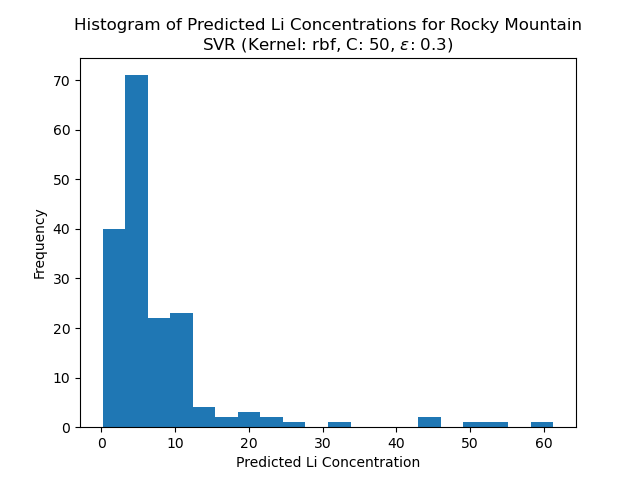 Histogram of Predicted Li Concentrations for Rocky Mountain
SVR (Kernel: rbf, C: 50, ε: 0.3)
70
60
50
40
30
20
10
0
Frequency
0 10 20 30 40 50 60
Predicted Li Concentration